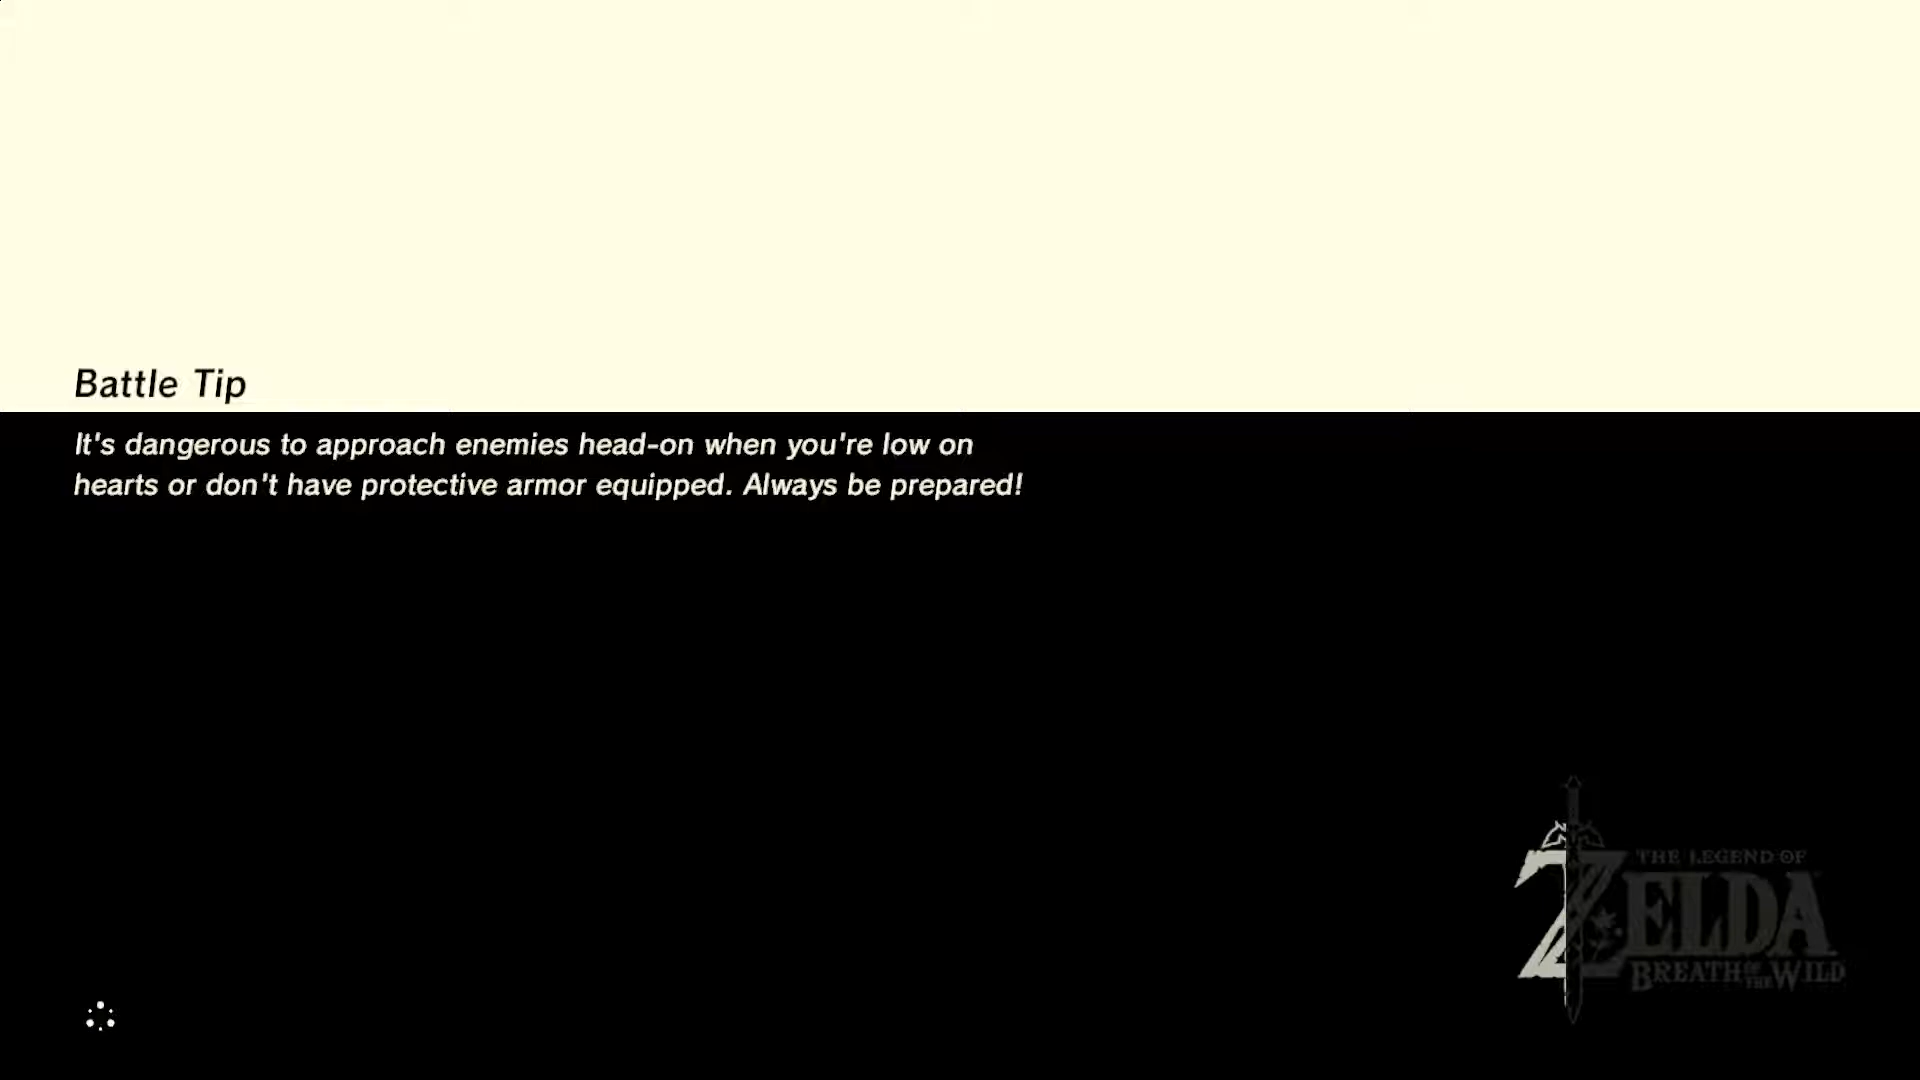 Battle Tip
It's dangerous to approach enemies head-on when you're low on
hearts or don't have protective armor equipped. Always be prepared!
THE LEGEND OF
ZELDA
BREATH OF THE WILD